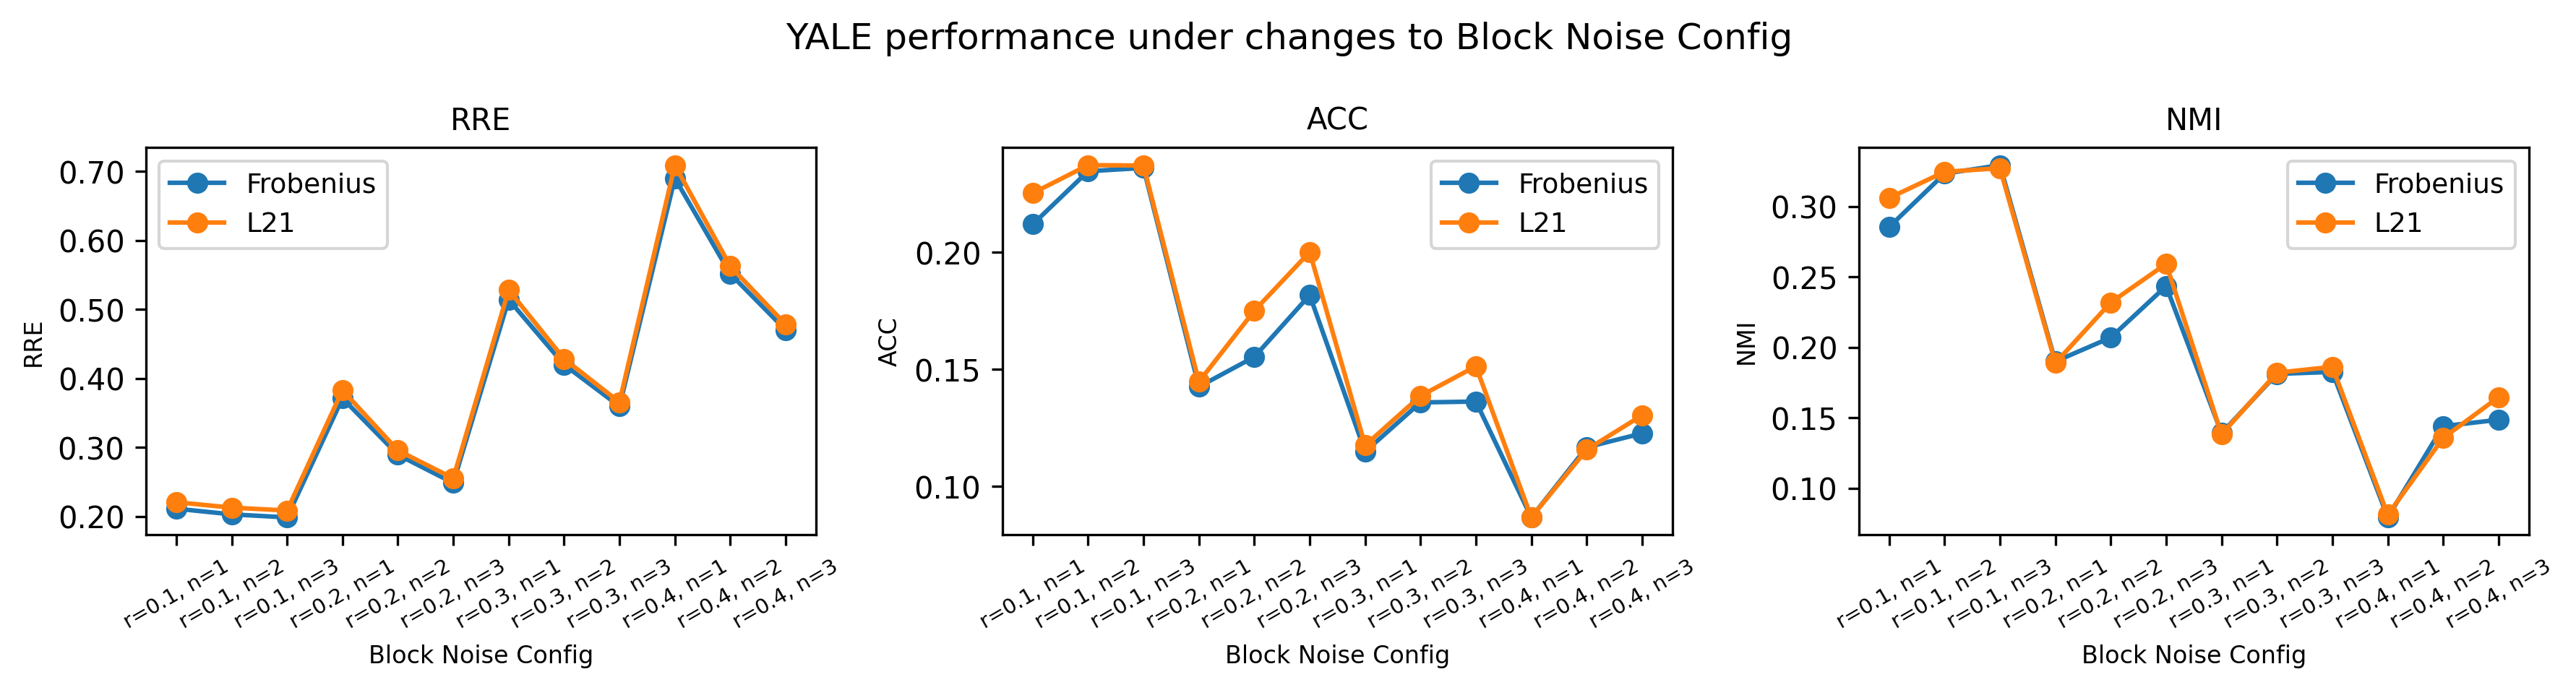 YALE performance under changes to Block Noise Config
RRE
RRE
0.70
0.60
0.50
0.40
0.30
0.20
Frobenius
L21
r=0.1, n=1
r=0.1, n=2
r=0.1, n=3
r=0.2, n=1
r=0.2, n=2
r=0.2, n=3
r=0.3, n=1
r=0.3, n=2
r=0.3, n=3
r=0.4, n=1
r=0.4, n=2
r=0.4, n=3
Block Noise Config
ACC
ACC
0.20
0.15
0.10
Frobenius
L21
r=0.1, n=1
r=0.1, n=2
r=0.1, n=3
r=0.2, n=1
r=0.2, n=2
r=0.2, n=3
r=0.3, n=1
r=0.3, n=2
r=0.3, n=3
r=0.4, n=1
r=0.4, n=2
r=0.4, n=3
Block Noise Config
NMI
NMI
0.30
0.25
0.20
0.15
0.10
Frobenius
L21
r=0.1, n=1
r=0.1, n=2
r=0.1, n=3
r=0.2, n=1
r=0.2, n=2
r=0.2, n=3
r=0.3, n=1
r=0.3, n=2
r=0.3, n=3
r=0.4, n=1
r=0.4, n=2
r=0.4, n=3
Block Noise Config